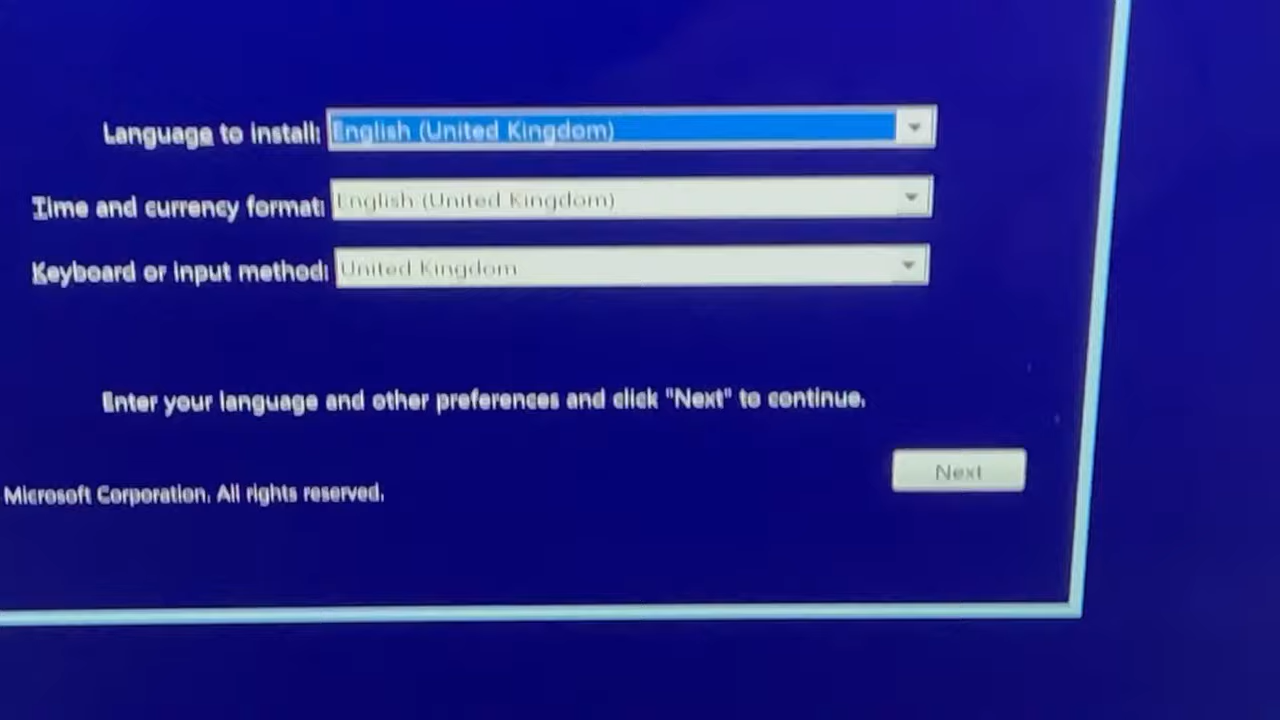 Language to install: English (United Kingdom)
Time and currency format: English (United Kingdom)
Keyboard or input method: United Kingdom
Enter your language and other preferences and click "Next" to continue.
Next
Microsoft Corporation. All rights reserved.